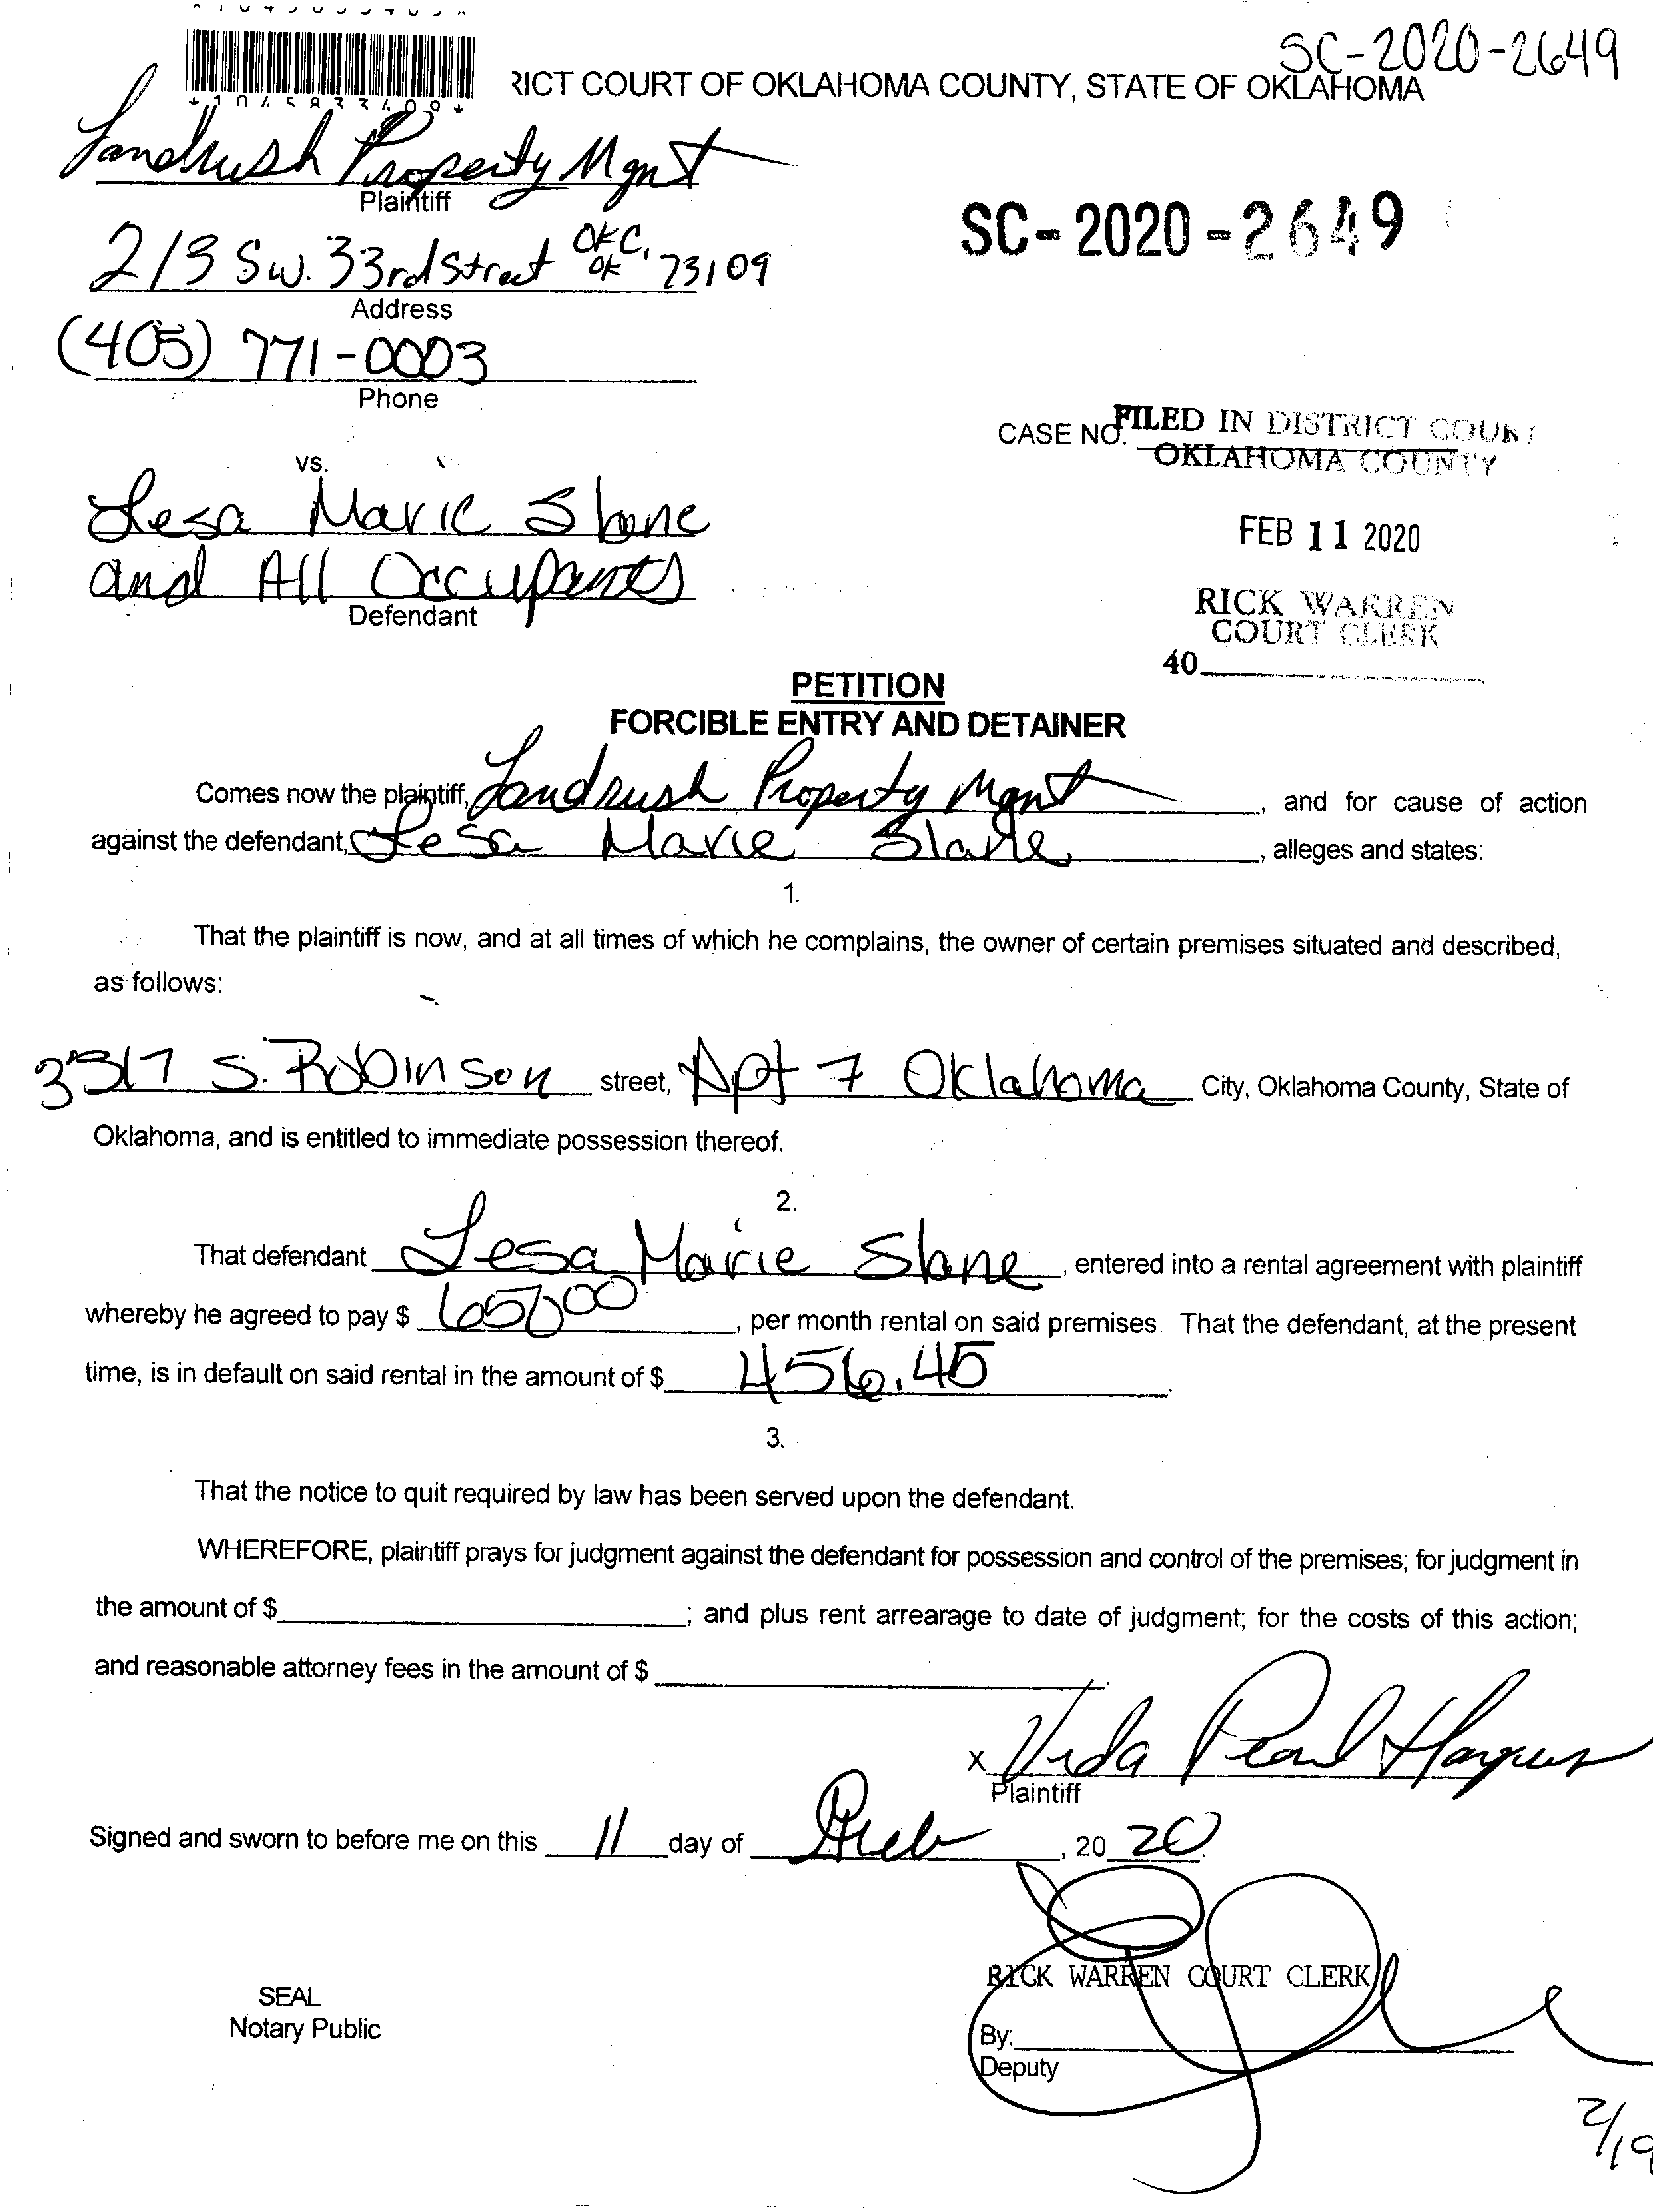 SC-2020-2649
RICT COURT OF OKLAHOMA COUNTY, STATE OF OKLAHOMA
Landrush Property Mgmt
Plaintiff
SC-2020-2649
213 SW. 33rd Street OKC, OK 73109
Address
(405) 771-0003
Phone
CASE NO.
FILED IN DISTRICT COURT
OKLAHOMA COUNTY
vs.
Lesa Marie Slane
and All Occupants
Defendant
FEB 11 2020
RICK WARREN
COURT CLERK
40
PETITION
FORCIBLE ENTRY AND DETAINER
Comes now the plaintiff, Landrush Property Mgmt, and for cause of action
against the defendant, Lesa Marie Slane, alleges and states:
1.
That the plaintiff is now, and at all times of which he complains, the owner of certain premises situated and described,
as follows:
3317 S. Robinson street, Apt 7 Oklahoma City, Oklahoma County, State of
Oklahoma, and is entitled to immediate possession thereof.
2.
That defendant Lesa Marie Slane, entered into a rental agreement with plaintiff
whereby he agreed to pay $ 650.00, per month rental on said premises. That the defendant, at the present
time, is in default on said rental in the amount of $ 456.45
3.
That the notice to quit required by law has been served upon the defendant.
WHEREFORE, plaintiff prays for judgment against the defendant for possession and control of the premises; for judgment in
the amount of $ ; and plus rent arrearage to date of judgment; for the costs of this action;
and reasonable attorney fees in the amount of $
X Vida Pearl
Plaintiff
Signed and sworn to before me on this 11 day of Feb, 20 20
RICK WARREN COURT CLERK
SEAL
Notary Public
By:
Deputy
2/19